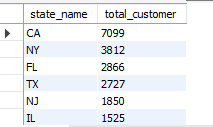 state_name total_customer
CA 7099
NY 3812
FL 2866
TX 2727
NJ 1850
IL 1525